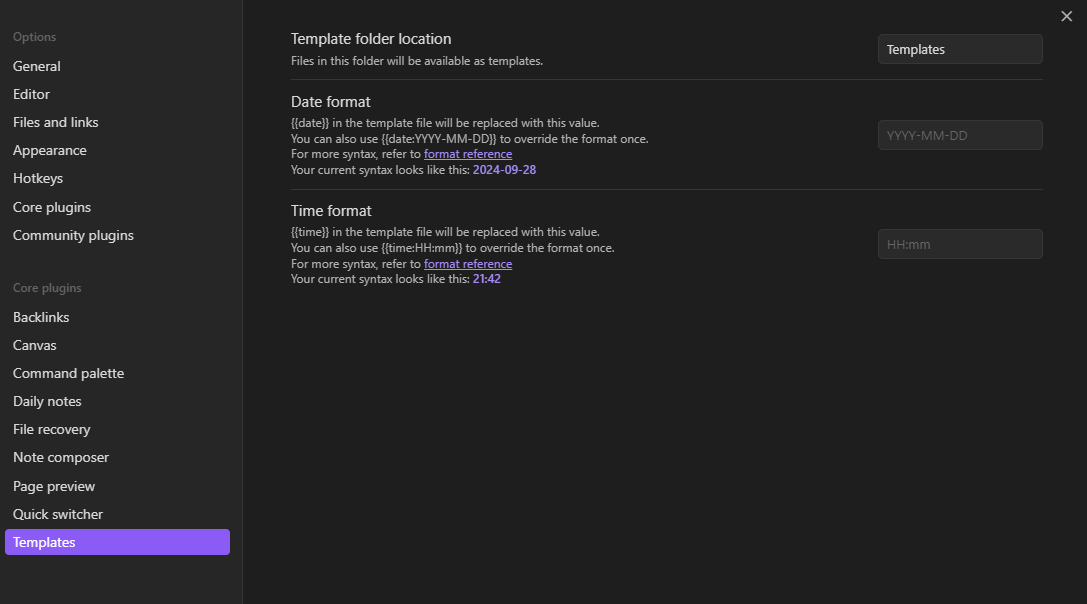 Options
General
Editor
Files and links
Appearance
Hotkeys
Core plugins
Community plugins
Core plugins
Backlinks
Canvas
Command palette
Daily notes
File recovery
Note composer
Page preview
Quick switcher
Templates
Template folder location
Files in this folder will be available as templates.
Templates
Date format
{{date}} in the template file will be replaced with this value.
You can also use {{date:YYYY-MM-DD}} to override the format once.
For more syntax, refer to format reference
Your current syntax looks like this: 2024-09-28
YYYY-MM-DD
Time format
{{time}} in the template file will be replaced with this value.
You can also use {{time:HH:mm}} to override the format once.
For more syntax, refer to format reference
Your current syntax looks like this: 21:42
HH:mm